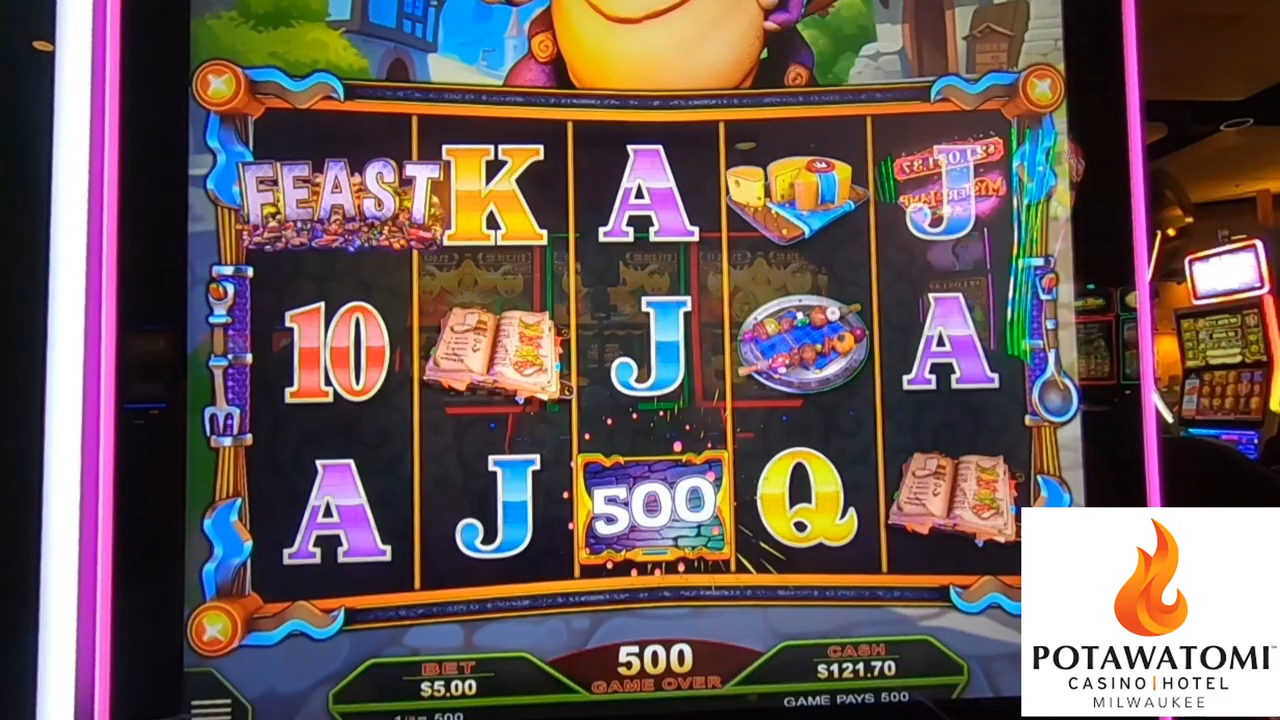 FEAST K A J
10 J A
A J 500 Q
BET
$5.00
500
GAME OVER
CASH
$121.70
GAME PAYS 500
POTAWATOMI
CASINO|HOTEL
MILWAUKEE